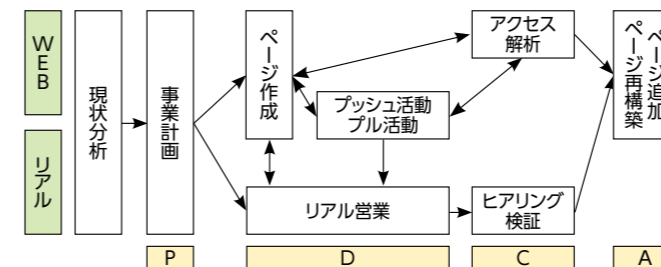 WEB
リアル
現状分析
事業計画
ページ作成
プッシュ活動
プル活動
リアル営業
アクセス
解析
ヒアリング
検証
ページ追加
ページ再構築
P
D
C
A